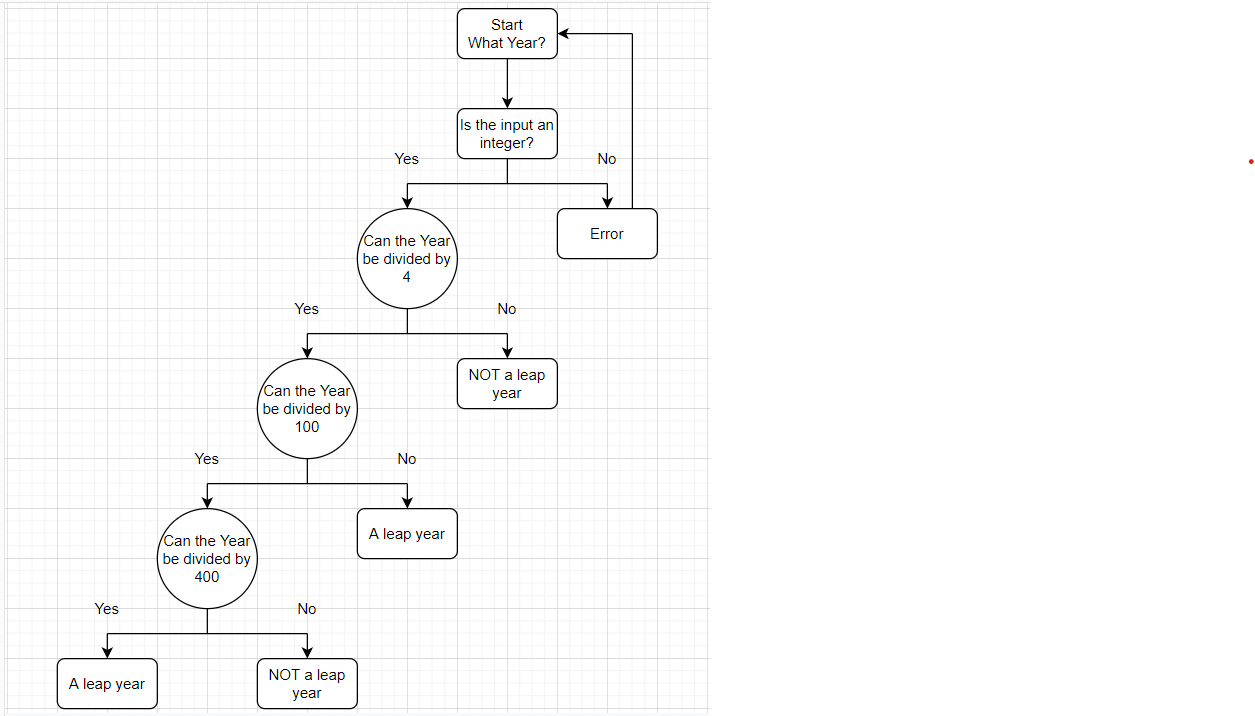 Start
What Year?
Is the input an
integer?
Yes
No
Error
Can the Year
be divided by
4
Yes
No
NOT a leap
year
Can the Year
be divided by
100
Yes
No
A leap year
Can the Year
be divided by
400
Yes
No
A leap year
NOT a leap
year